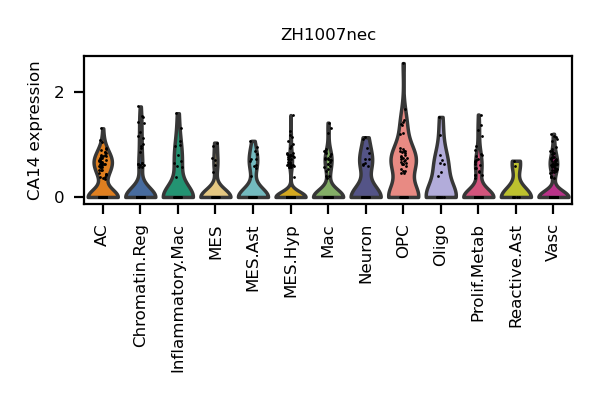 ZH1007nec
CA14 expression
2
0
AC
Chromatin.Reg
Inflammatory.Mac
MES
MES.Ast
MES.Hyp
Mac
Neuron
OPC
Oligo
Prolif.Metab
Reactive.Ast
Vasc